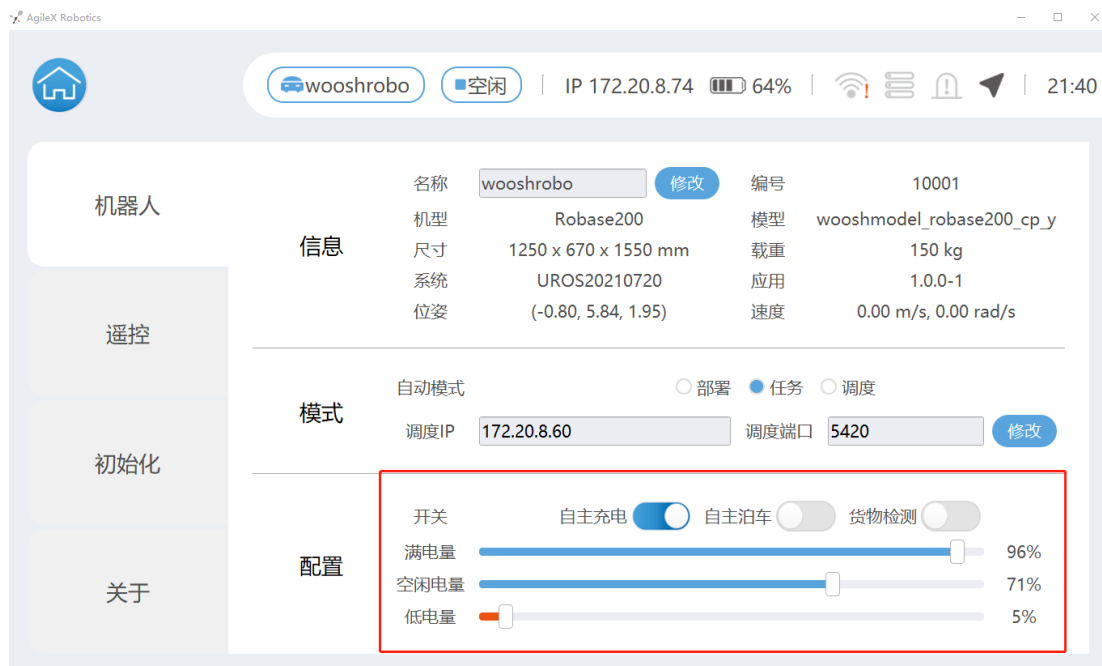 AgileX Robotics
wooshrobo 空闲 IP 172.20.8.74 64% 21:40
机器人
遥控
初始化
关于
信息
名称 wooshrobo 修改 编号 10001
机型 Robase200 模型 wooshmodel_robase200_cp_y
尺寸 1250 x 670 x 1550 mm 载重 150 kg
系统 UROS20210720 应用 1.0.0-1
位姿 (-0.80, 5.84, 1.95) 速度 0.00 m/s, 0.00 rad/s
模式
自动模式 部署 任务 调度
调度IP 172.20.8.60 调度端口 5420 修改
配置
开关 自主充电 自主泊车 货物检测
满电量 96%
空闲电量 71%
低电量 5%